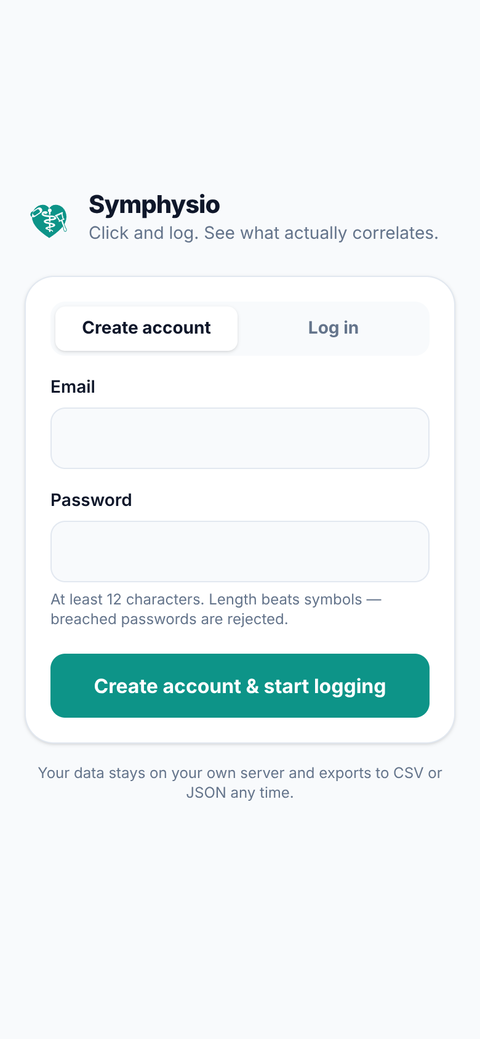 Symphysio
Click and log. See what actually correlates.
Create account
Log in
Email
Password
At least 12 characters. Length beats symbols —
breached passwords are rejected.
Create account & start logging
Your data stays on your own server and exports to CSV or
JSON any time.